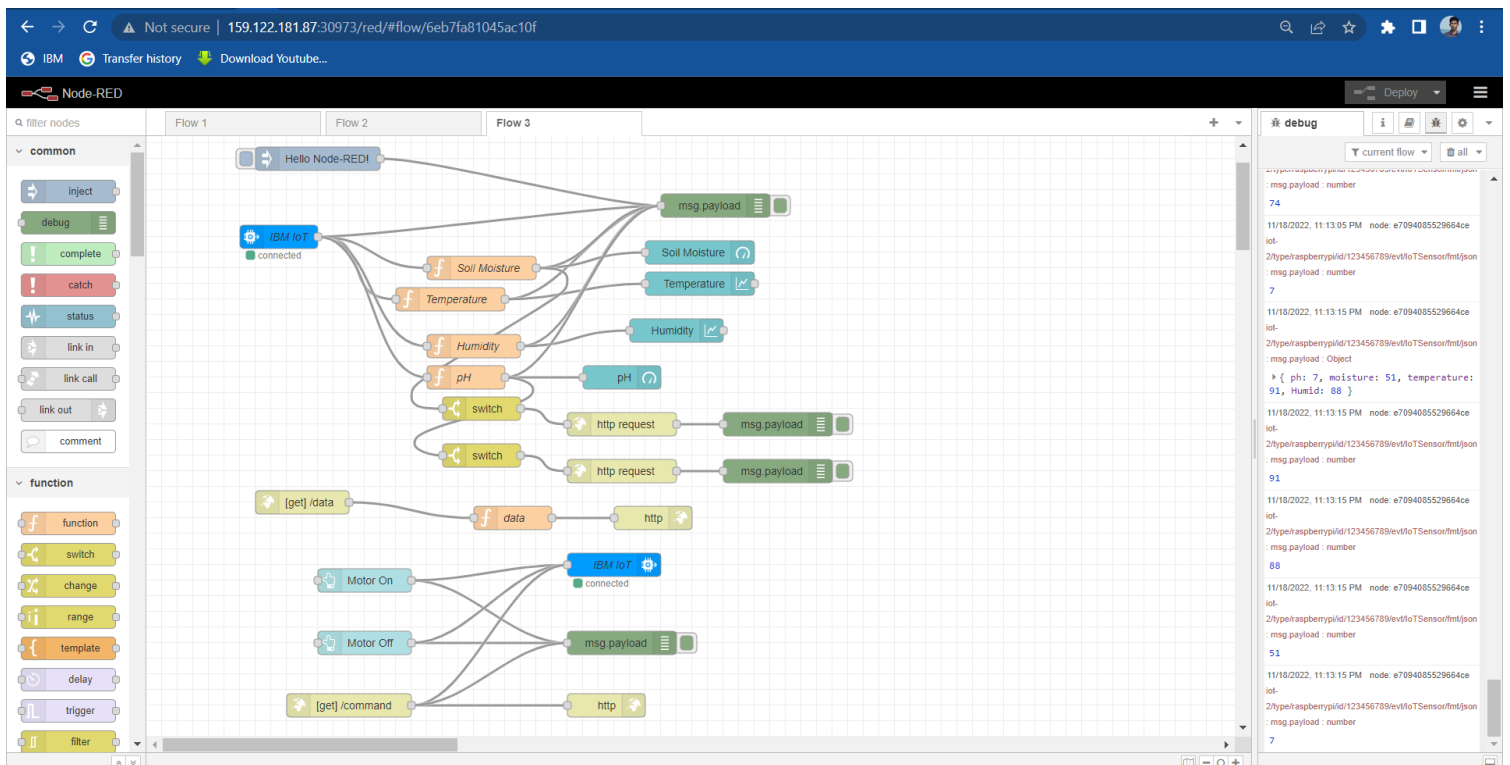 Not secure | 159.122.181.87:30973/red/#flow/6eb7fa81045ac10f
IBM Transfer history Download Youtube...
Node-RED
Deploy
filter nodes
common
inject
debug
complete
catch
status
link in
link call
link out
comment
function
function
switch
change
range
template
delay
trigger
filter
Flow 1 Flow 2 Flow 3
Hello Node-RED!
msg.payload
IBM IoT
connected
Soil Moisture
Soil Moisture
Temperature
Temperature
Humidity
Humidity
pH
pH
switch
http request
msg.payload
switch
http request
msg.payload
[get] /data
data
http
IBM IoT
connected
Motor On
Motor Off
msg.payload
[get] /command
http
debug
i
current flow
all
2/type/raspberrypi/id/123456789/evt/IoTSensor/fmt/json
: msg.payload : number
74
11/18/2022, 11:13:05 PM node: e7094085529664ce
iot-
2/type/raspberrypi/id/123456789/evt/IoTSensor/fmt/json
: msg.payload : number
7
11/18/2022, 11:13:15 PM node: e7094085529664ce
iot-
2/type/raspberrypi/id/123456789/evt/IoTSensor/fmt/json
: msg.payload : Object
{ ph: 7, moisture: 51, temperature:
91, Humid: 88 }
11/18/2022, 11:13:15 PM node: e7094085529664ce
iot-
2/type/raspberrypi/id/123456789/evt/IoTSensor/fmt/json
: msg.payload : number
91
11/18/2022, 11:13:15 PM node: e7094085529664ce
iot-
2/type/raspberrypi/id/123456789/evt/IoTSensor/fmt/json
: msg.payload : number
88
11/18/2022, 11:13:15 PM node: e7094085529664ce
iot-
2/type/raspberrypi/id/123456789/evt/IoTSensor/fmt/json
: msg.payload : number
51
11/18/2022, 11:13:15 PM node: e7094085529664ce
iot-
2/type/raspberrypi/id/123456789/evt/IoTSensor/fmt/json
: msg.payload : number
7